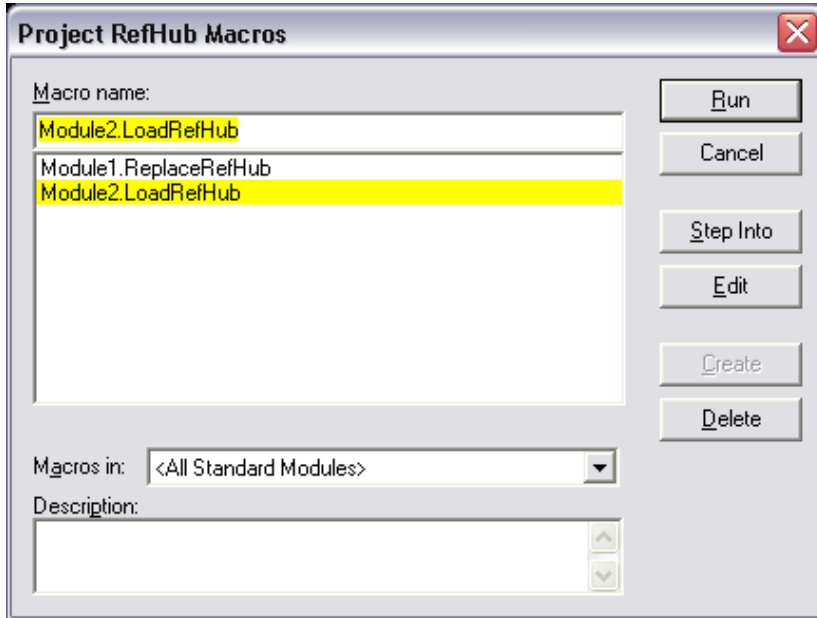 Project RefHub Macros
Macro name:
Module2.LoadRefHub
Module1.ReplaceRefHub
Module2.LoadRefHub
Run
Cancel
Step Into
Edit
Create
Delete
Macros in: <All Standard Modules>
Description: